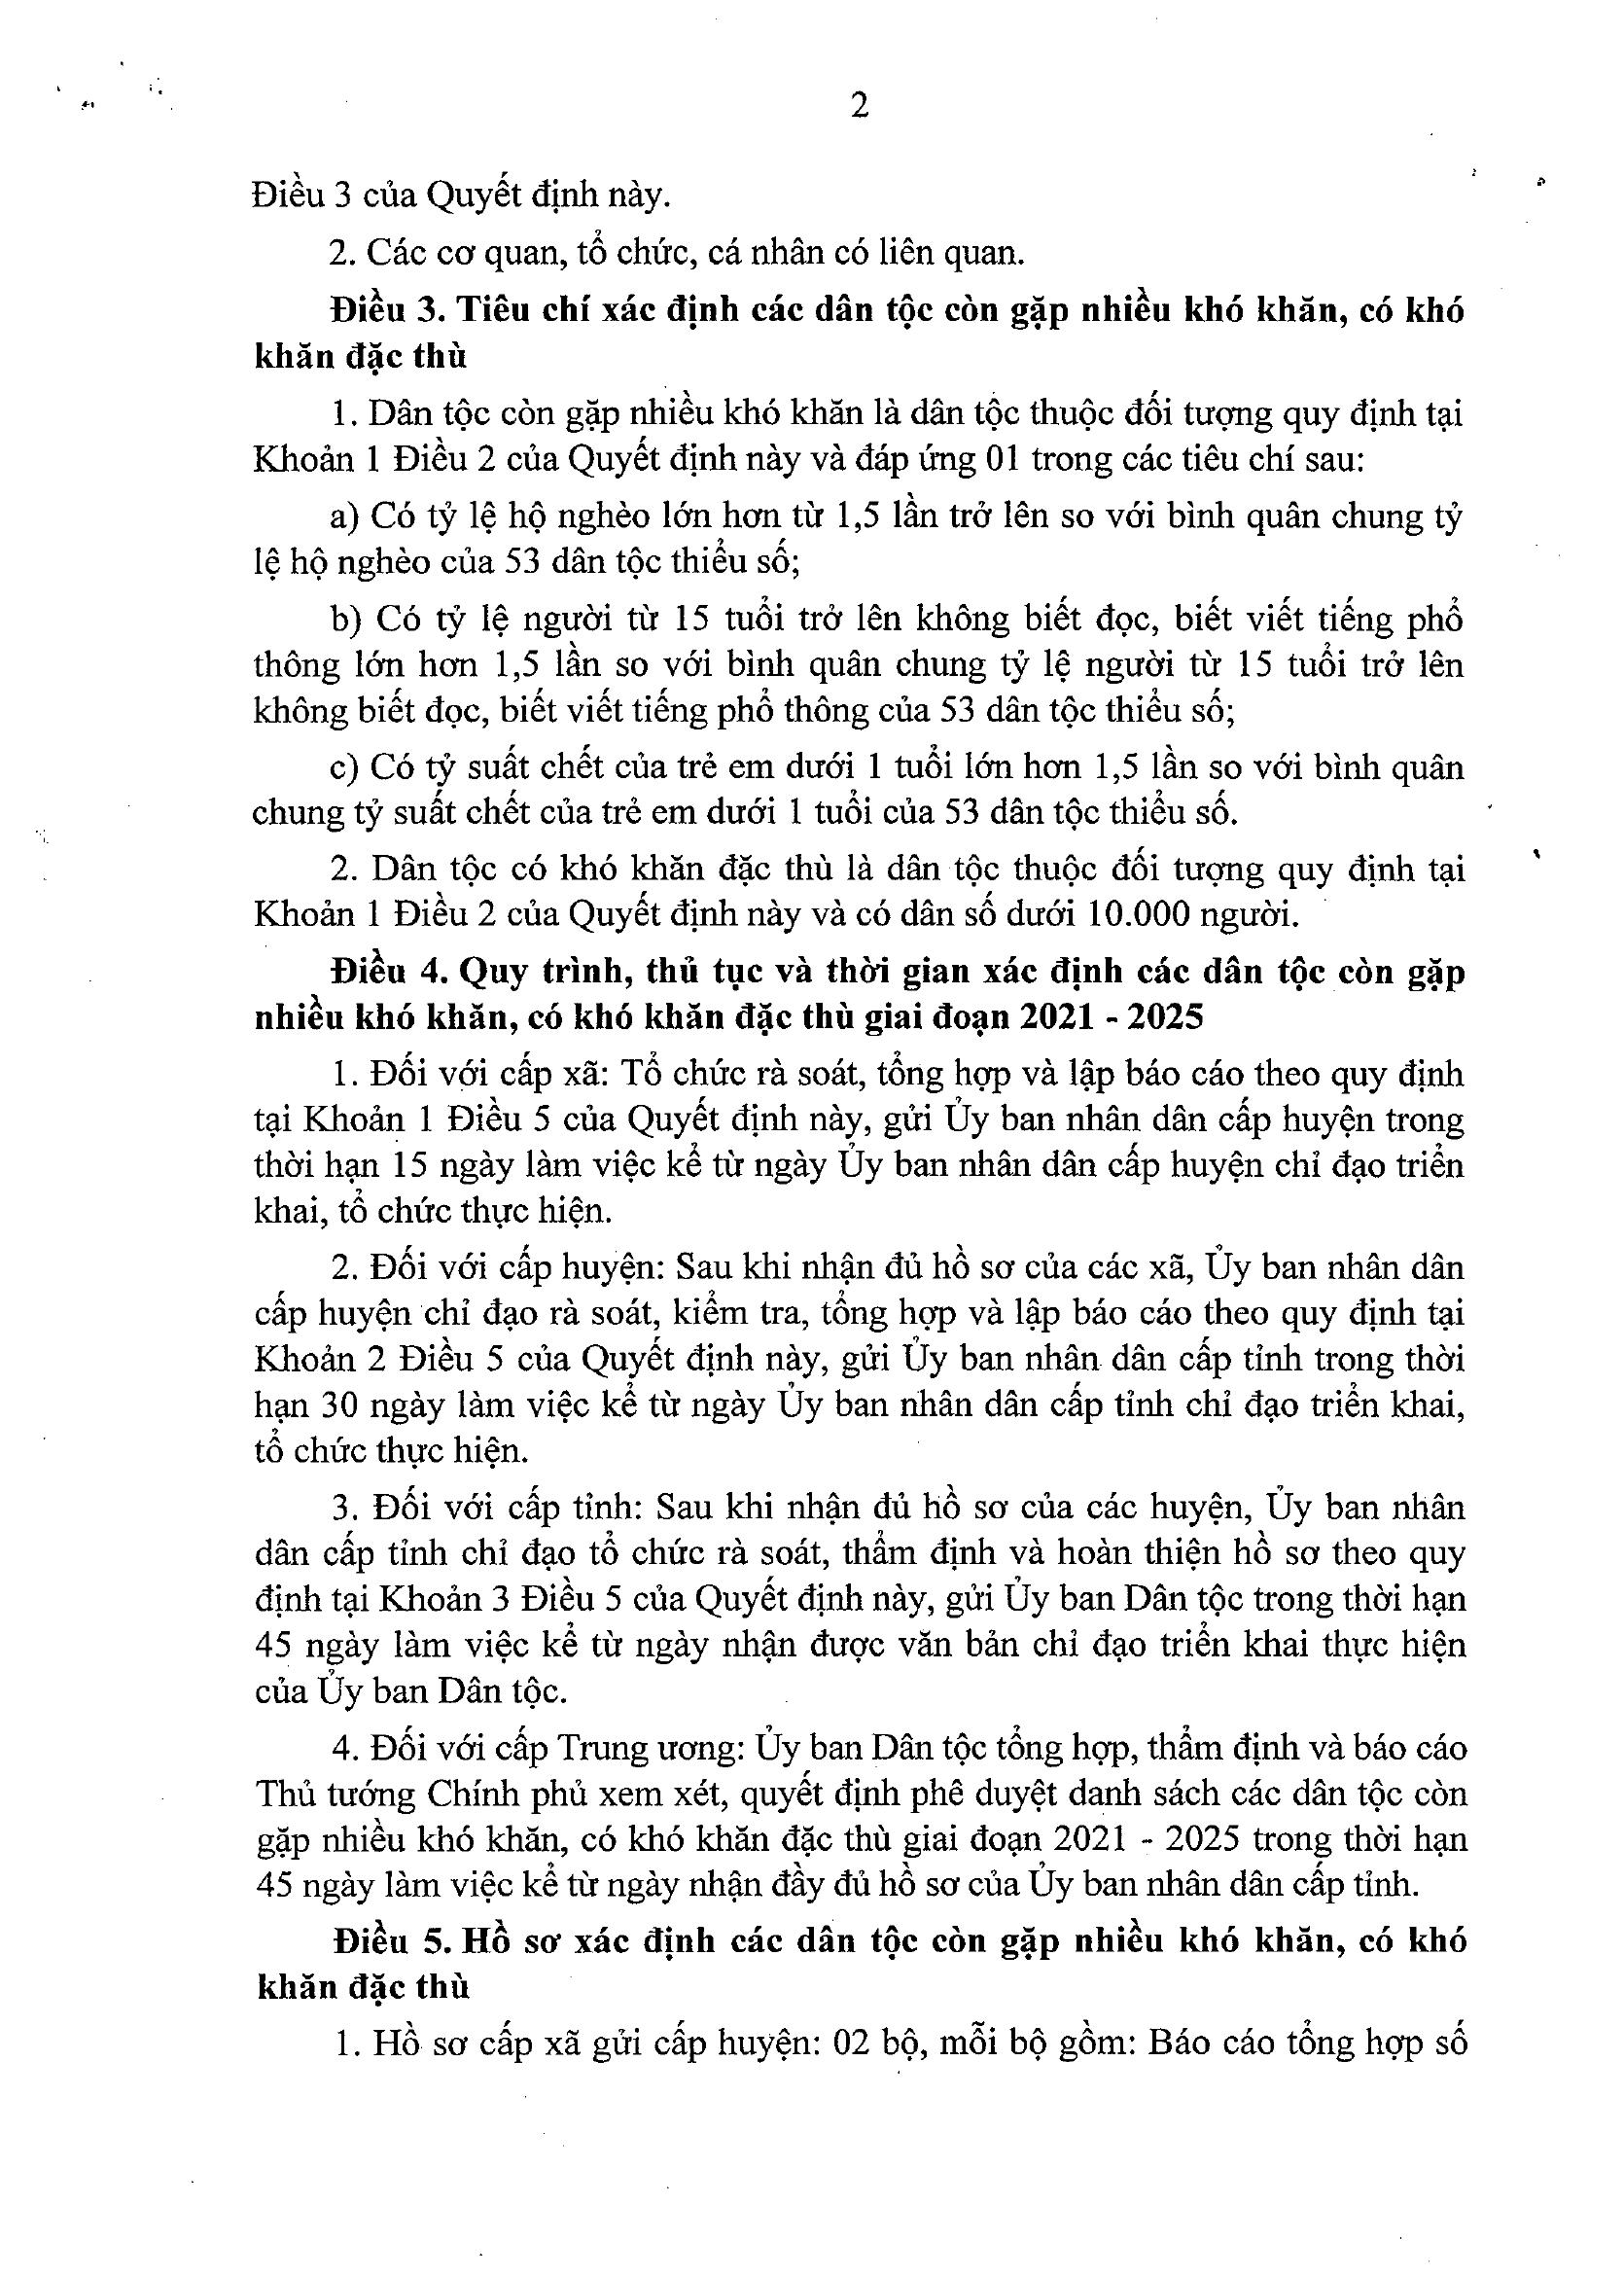 2
Điều 3 của Quyết định này.
2. Các cơ quan, tổ chức, cá nhân có liên quan.
Điều 3. Tiêu chí xác định các dân tộc còn gặp nhiều khó khăn, có khó
khăn đặc thù
1. Dân tộc còn gặp nhiều khó khăn là dân tộc thuộc đối tượng quy định tại
Khoản 1 Điều 2 của Quyết định này và đáp ứng 01 trong các tiêu chí sau:
a) Có tỷ lệ hộ nghèo lớn hơn từ 1,5 lần trở lên so với bình quân chung tỷ
lệ hộ nghèo của 53 dân tộc thiểu số;
b) Có tỷ lệ người từ 15 tuổi trở lên không biết đọc, biết viết tiếng phổ
thông lớn hơn 1,5 lần so với bình quân chung tỷ lệ người từ 15 tuổi trở lên
không biết đọc, biết viết tiếng phổ thông của 53 dân tộc thiểu số;
c) Có tỷ suất chết của trẻ em dưới 1 tuổi lớn hơn 1,5 lần so với bình quân
chung tỷ suất chết của trẻ em dưới 1 tuổi của 53 dân tộc thiểu số.
2. Dân tộc có khó khăn đặc thù là dân tộc thuộc đối tượng quy định tại
Khoản 1 Điều 2 của Quyết định này và có dân số dưới 10.000 người.
Điều 4. Quy trình, thủ tục và thời gian xác định các dân tộc còn gặp
nhiều khó khăn, có khó khăn đặc thù giai đoạn 2021 - 2025
1. Đối với cấp xã: Tổ chức rà soát, tổng hợp và lập báo cáo theo quy định
tại Khoản 1 Điều 5 của Quyết định này, gửi Ủy ban nhân dân cấp huyện trong
thời hạn 15 ngày làm việc kể từ ngày Ủy ban nhân dân cấp huyện chỉ đạo triển
khai, tổ chức thực hiện.
2. Đối với cấp huyện: Sau khi nhận đủ hồ sơ của các xã, Ủy ban nhân dân
cấp huyện chỉ đạo rà soát, kiểm tra, tổng hợp và lập báo cáo theo quy định tại
Khoản 2 Điều 5 của Quyết định này, gửi Ủy ban nhân dân cấp tỉnh trong thời
hạn 30 ngày làm việc kể từ ngày Ủy ban nhân dân cấp tỉnh chỉ đạo triển khai,
tổ chức thực hiện.
3. Đối với cấp tỉnh: Sau khi nhận đủ hồ sơ của các huyện, Ủy ban nhân
dân cấp tỉnh chỉ đạo tổ chức rà soát, thẩm định và hoàn thiện hồ sơ theo quy
định tại Khoản 3 Điều 5 của Quyết định này, gửi Ủy ban Dân tộc trong thời hạn
45 ngày làm việc kể từ ngày nhận được văn bản chỉ đạo triển khai thực hiện
của Ủy ban Dân tộc.
4. Đối với cấp Trung ương: Ủy ban Dân tộc tổng hợp, thẩm định và báo cáo
Thủ tướng Chính phủ xem xét, quyết định phê duyệt danh sách các dân tộc còn
gặp nhiều khó khăn, có khó khăn đặc thù giai đoạn 2021 - 2025 trong thời hạn
45 ngày làm việc kể từ ngày nhận đầy đủ hồ sơ của Ủy ban nhân dân cấp tỉnh.
Điều 5. Hồ sơ xác định các dân tộc còn gặp nhiều khó khăn, có khó
khăn đặc thù
1. Hồ sơ cấp xã gửi cấp huyện: 02 bộ, mỗi bộ gồm: Báo cáo tổng hợp số